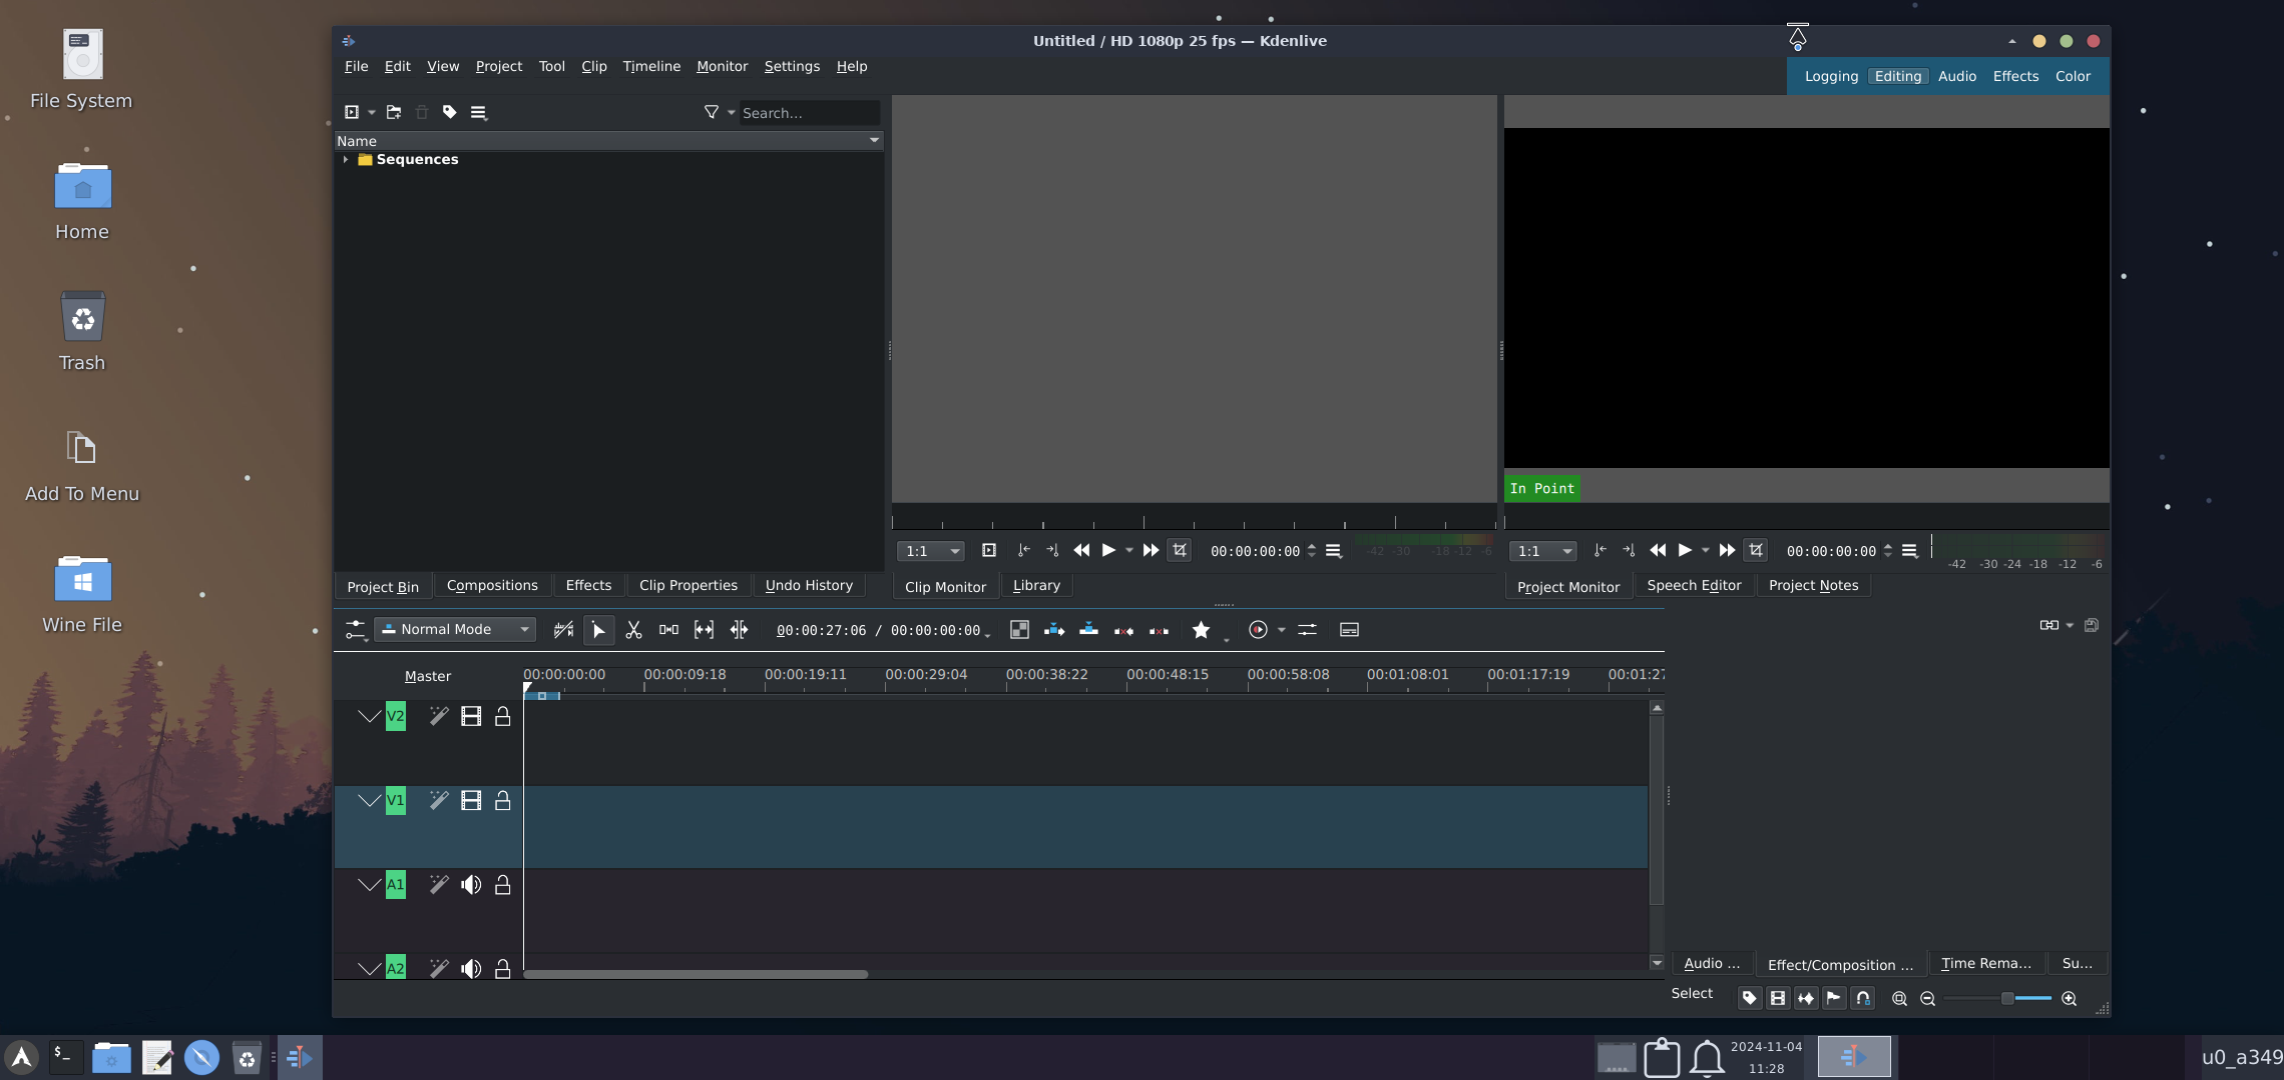 File System
Home
Trash
Add To Menu
Wine File
Untitled / HD 1080p 25 fps — Kdenlive
File Edit View Project Tool Clip Timeline Monitor Settings Help
Logging Editing Audio Effects Color
Search...
Name
Sequences
In Point
1:1 00:00:00:00 -42 -30 -18 -12 -6
1:1 00:00:00:00 -42 -30 -24 -18 -12 -6
Project Bin Compositions Effects Clip Properties Undo History
Clip Monitor Library
Project Monitor Speech Editor Project Notes
Normal Mode 00:00:27:06 / 00:00:00:00
Master 00:00:00:00 00:00:09:18 00:00:19:11 00:00:29:04 00:00:38:22 00:00:48:15 00:00:58:08 00:01:08:01 00:01:17:19 00:01:27
V2
V1
A1
A2
Audio ... Effect/Composition ... Time Rema... Su...
Select
$_
2024-11-04
11:28
u0_a349